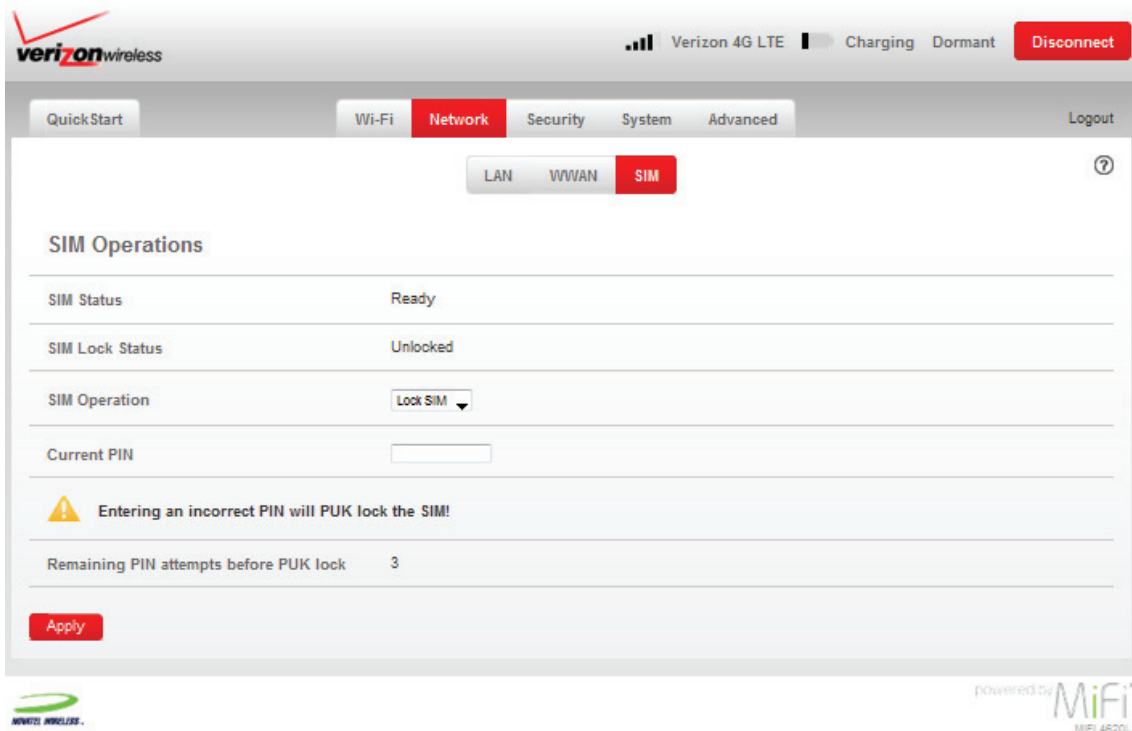 verizonwireless
Verizon 4G LTE Charging Dormant Disconnect
QuickStart Wi-Fi Network Security System Advanced Logout
LAN WWAN SIM ?
SIM Operations
SIM Status Ready
SIM Lock Status Unlocked
SIM Operation Lock SIM
Current PIN
Entering an incorrect PIN will PUK lock the SIM!
Remaining PIN attempts before PUK lock 3
Apply
NOVATEL WIRELESS.
powered by MiFi
MIFI 4620L